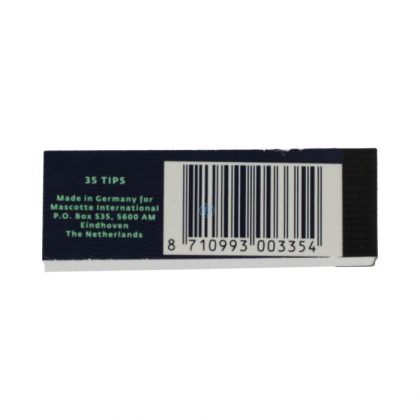 35 TIPS
Made in Germany for
Mascotte International
P.O. Box 535, 5600 AM
Eindhoven
The Netherlands
8 710993 003354